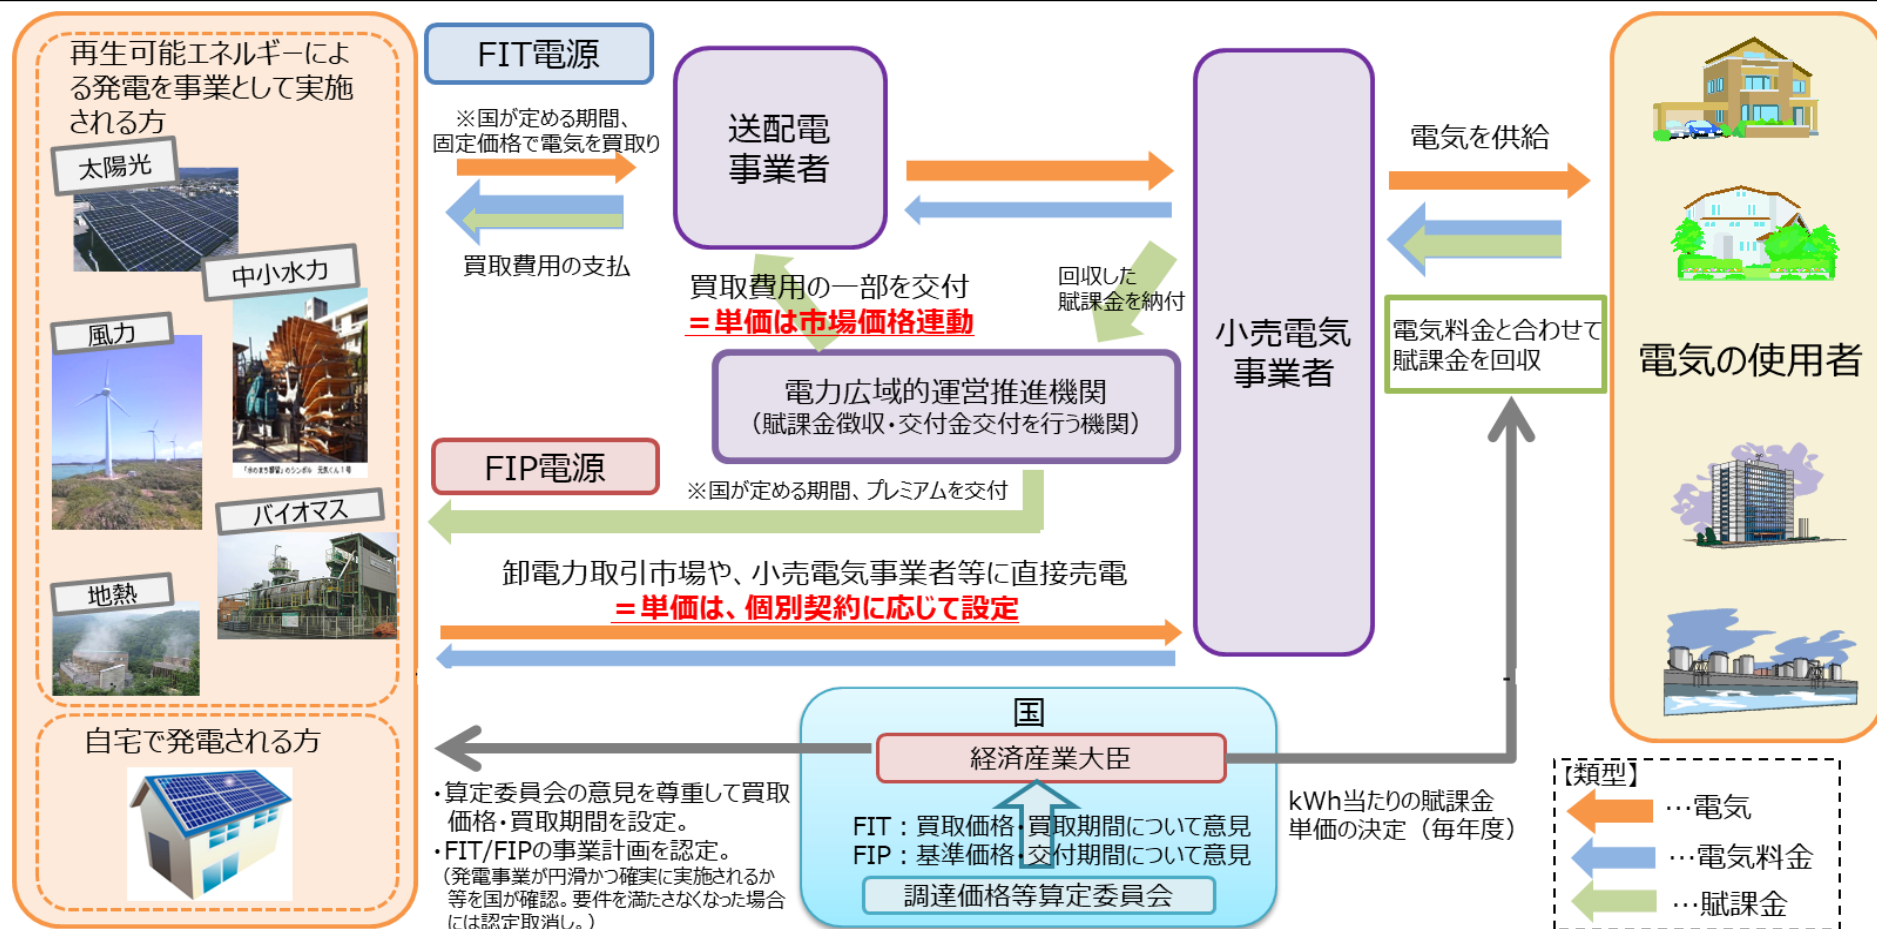 再生可能エネルギーによ
る発電を事業として実施
される方
太陽光
中小水力
風力
「水のまち都留」のシンボル 元気くん1号
バイオマス
地熱
自宅で発電される方
FIT電源
※国が定める期間、
固定価格で電気を買取り
買取費用の支払
送配電
事業者
買取費用の一部を交付
＝単価は市場価格連動
回収した
賦課金を納付
電力広域的運営推進機関
（賦課金徴収・交付金交付を行う機関）
FIP電源
※国が定める期間、プレミアムを交付
卸電力取引市場や、小売電気事業者等に直接売電
＝単価は、個別契約に応じて設定
小売電気
事業者
電気を供給
電気料金と合わせて
賦課金を回収
電気の使用者
国
経済産業大臣
FIT：買取価格・買取期間について意見
FIP：基準価格・交付期間について意見
調達価格等算定委員会
・算定委員会の意見を尊重して買取
価格・買取期間を設定。
・FIT/FIPの事業計画を認定。
（発電事業が円滑かつ確実に実施されるか
等を国が確認。要件を満たさなくなった場合
には認定取消し。）
kWh当たりの賦課金
単価の決定（毎年度）
【類型】
…電気
…電気料金
…賦課金